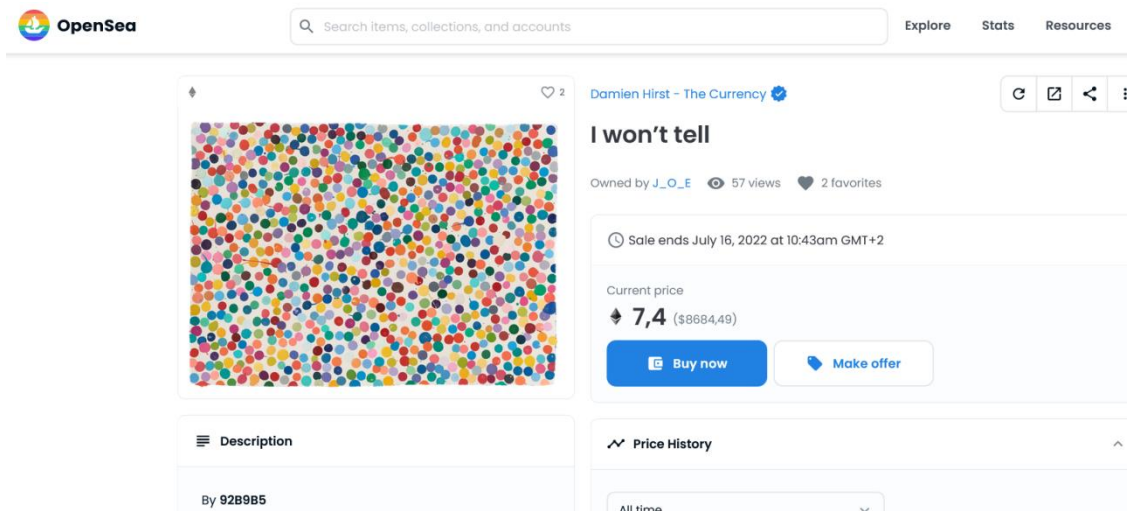 OpenSea
Search items, collections, and accounts
Explore Stats Resources
2
Damien Hirst - The Currency
I won't tell
Owned by J_O_E 57 views 2 favorites
Sale ends July 16, 2022 at 10:43am GMT+2
Current price
7,4 ($8684,49)
Buy now Make offer
Description
Price History
By 92B9B5
All time